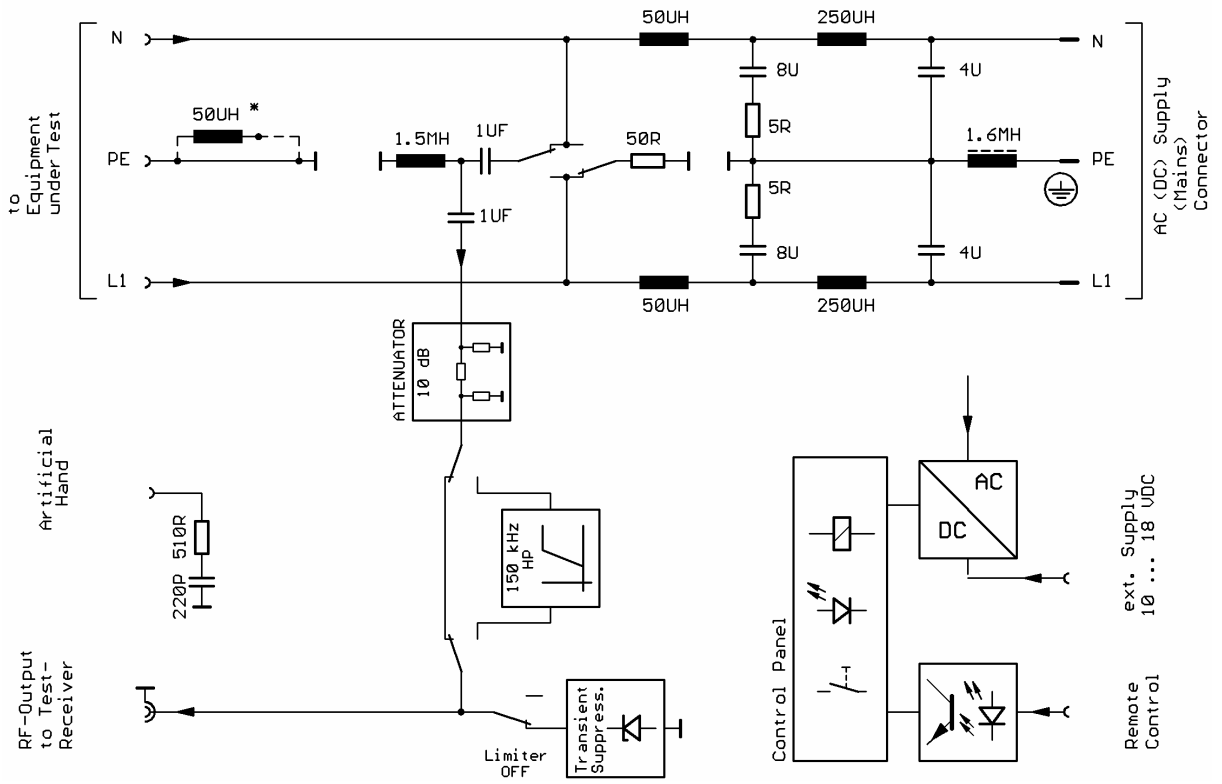 50UH
250UH
N
N
8U
4U
50UH *
5R
1.5MH
1UF
50R
1.6MH
PE
PE
5R
1UF
8U
4U
L1
L1
50UH
250UH
to
Equipment
under Test
AC (DC) Supply
(Mains)
Connector
ATTENUATOR
10 dB
Artificial
Hand
510R
220P
150 kHz
HP
AC
DC
ext. Supply
10 ... 18 VDC
Control Panel
RF-Output
to Test-
Receiver
Limiter
OFF
Transient
Suppress.
Remote
Control